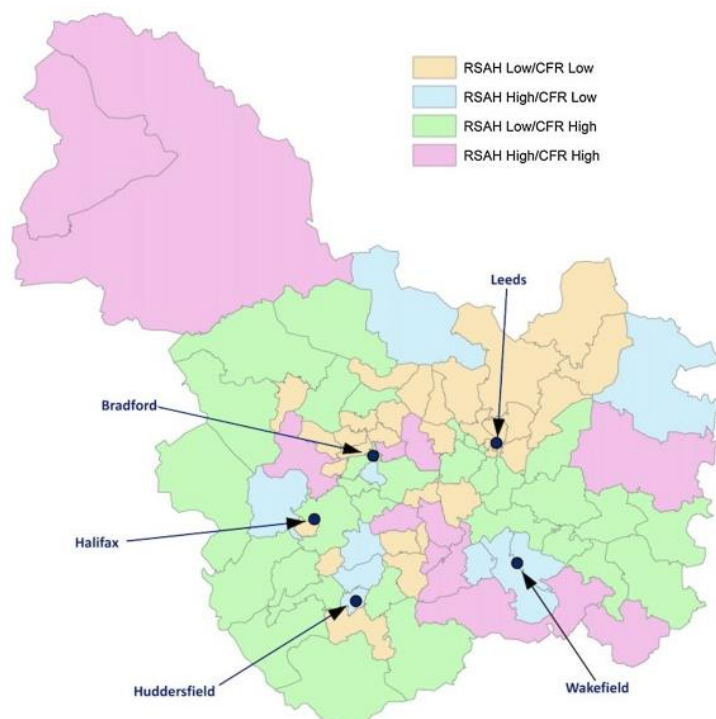 RSAH Low/CFR Low
RSAH High/CFR Low
RSAH Low/CFR High
RSAH High/CFR High
Leeds
Bradford
Halifax
Huddersfield
Wakefield